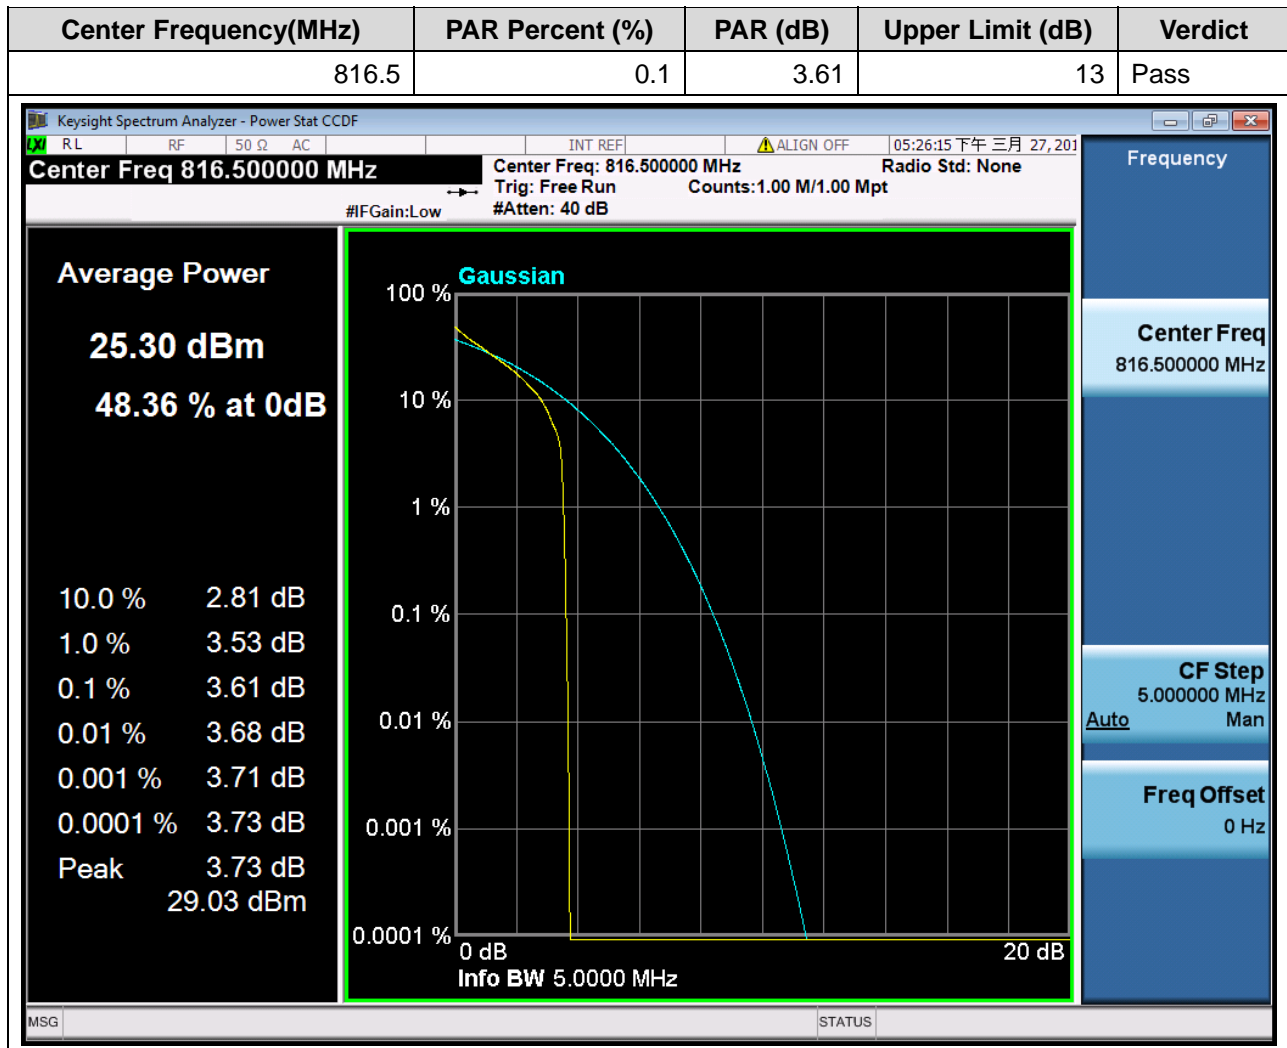 Center Frequency(MHz) PAR Percent (%) PAR (dB) Upper Limit (dB) Verdict
816.5 0.1 3.61 13 Pass
Keysight Spectrum Analyzer - Power Stat CCDF
LXI RL RF 50 Ω AC INT REF ALIGN OFF 05:26:15 下午 三月 27, 201
Center Freq 816.500000 MHz
Center Freq: 816.500000 MHz Radio Std: None
Trig: Free Run Counts:1.00 M/1.00 Mpt
#IFGain:Low #Atten: 40 dB
Average Power
25.30 dBm
48.36 % at 0dB
10.0 % 2.81 dB
1.0 % 3.53 dB
0.1 % 3.61 dB
0.01 % 3.68 dB
0.001 % 3.71 dB
0.0001 % 3.73 dB
Peak 3.73 dB
29.03 dBm
Gaussian
100 %
10 %
1 %
0.1 %
0.01 %
0.001 %
0.0001 %
0 dB 20 dB
Info BW 5.0000 MHz
Frequency
Center Freq
816.500000 MHz
CF Step
5.000000 MHz
Auto Man
Freq Offset
0 Hz
MSG STATUS